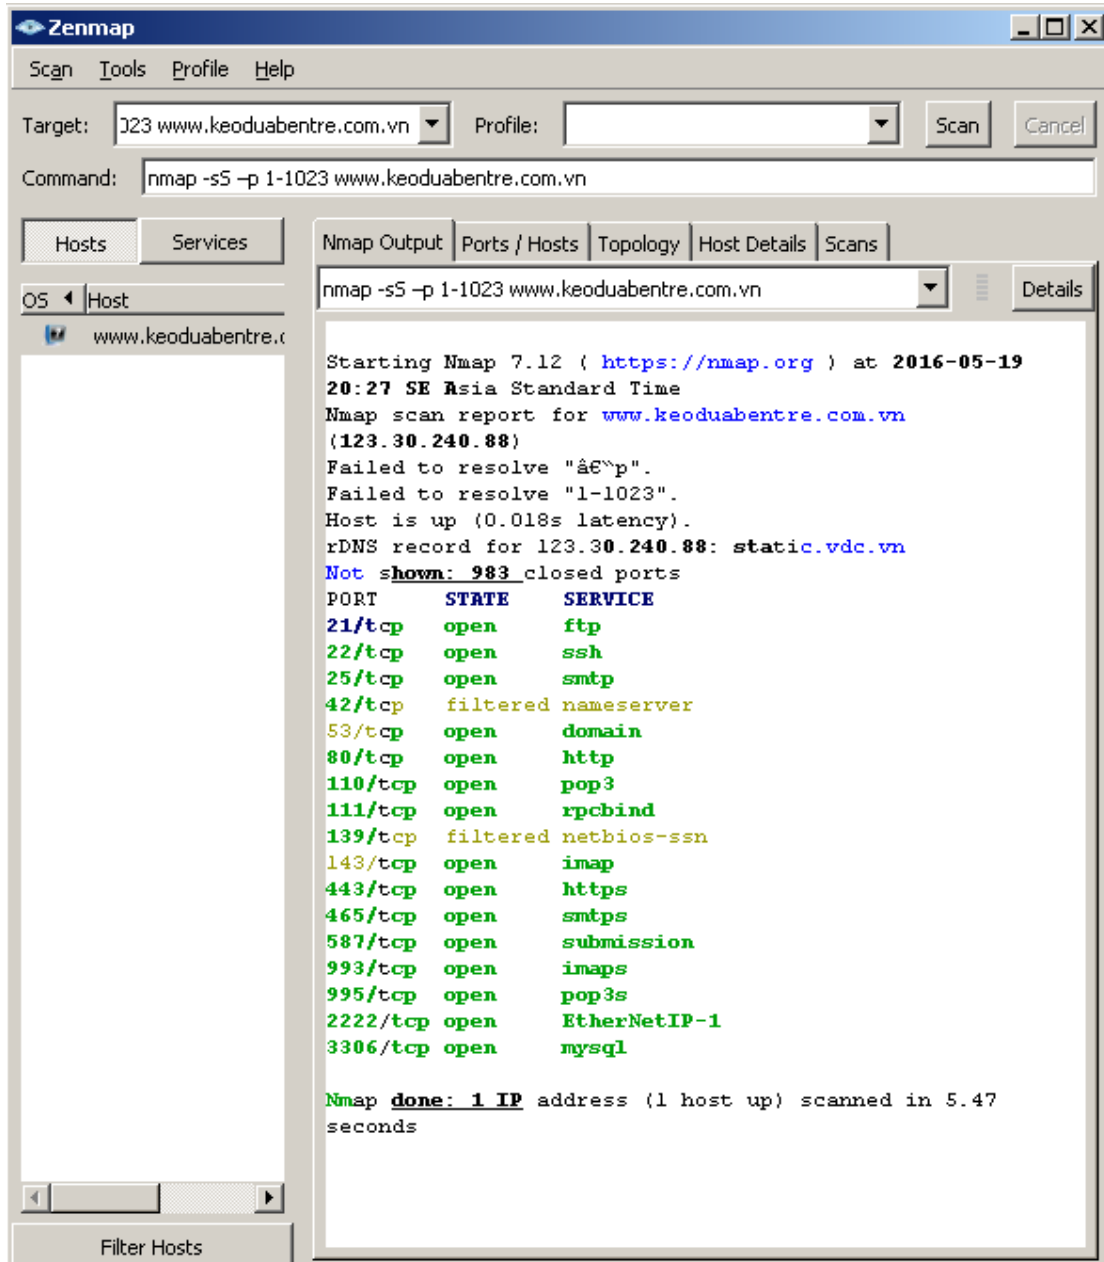 Zenmap
Scan Tools Profile Help
Target: 023 www.keoduabentre.com.vn Profile: Scan Cancel
Command: nmap -sS –p 1-1023 www.keoduabentre.com.vn
Hosts Services
Nmap Output Ports / Hosts Topology Host Details Scans
nmap -sS –p 1-1023 www.keoduabentre.com.vn Details
OS Host
www.keoduabentre.c
Starting Nmap 7.12 ( https://nmap.org ) at 2016-05-19
20:27 SE Asia Standard Time
Nmap scan report for www.keoduabentre.com.vn
(123.30.240.88)
Failed to resolve "â€“p".
Failed to resolve "1-1023".
Host is up (0.018s latency).
rDNS record for 123.30.240.88: static.vdc.vn
Not shown: 983 closed ports
PORT STATE SERVICE
21/tcp open ftp
22/tcp open ssh
25/tcp open smtp
42/tcp filtered nameserver
53/tcp open domain
80/tcp open http
110/tcp open pop3
111/tcp open rpcbind
139/tcp filtered netbios-ssn
143/tcp open imap
443/tcp open https
465/tcp open smtps
587/tcp open submission
993/tcp open imaps
995/tcp open pop3s
2222/tcp open EtherNetIP-1
3306/tcp open mysql
Nmap done: 1 IP address (1 host up) scanned in 5.47
seconds
Filter Hosts